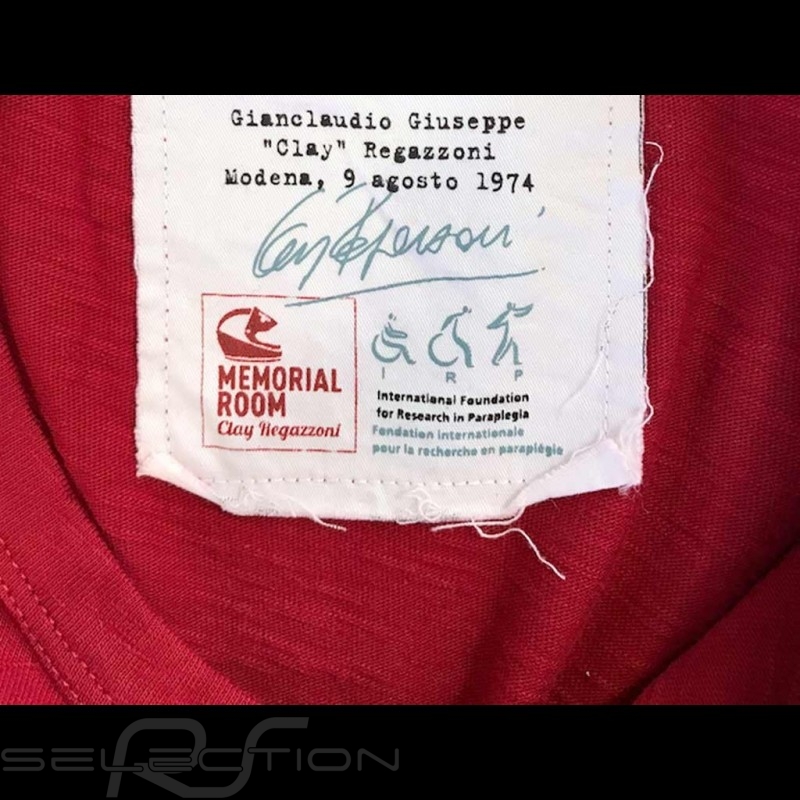 Gianclaudio Giuseppe
"Clay" Regazzoni
Modena, 9 agosto 1974
MEMORIAL
ROOM
Clay Regazzoni
I R P
International Foundation
for Research in Paraplegia
Fondation internationale
pour la recherche en paraplégie
SELECTION RS